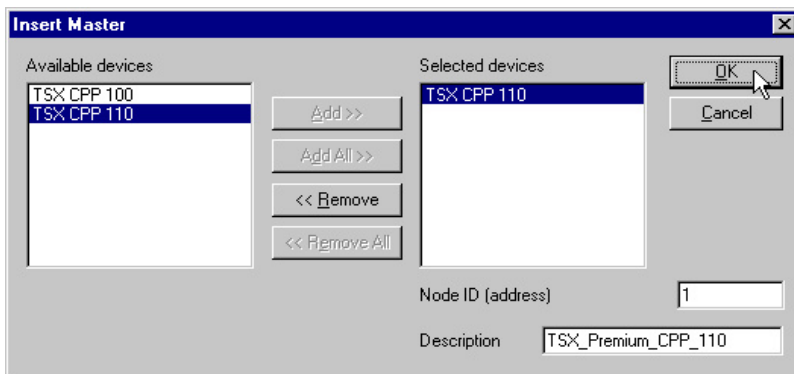 Insert Master
Available devices
TSX CPP 100
TSX CPP 110
Add >>
Add All >>
<< Remove
<< Remove All
Selected devices
TSX CPP 110
OK
Cancel
Node ID (address)
1
Description
TSX_Premium_CPP_110